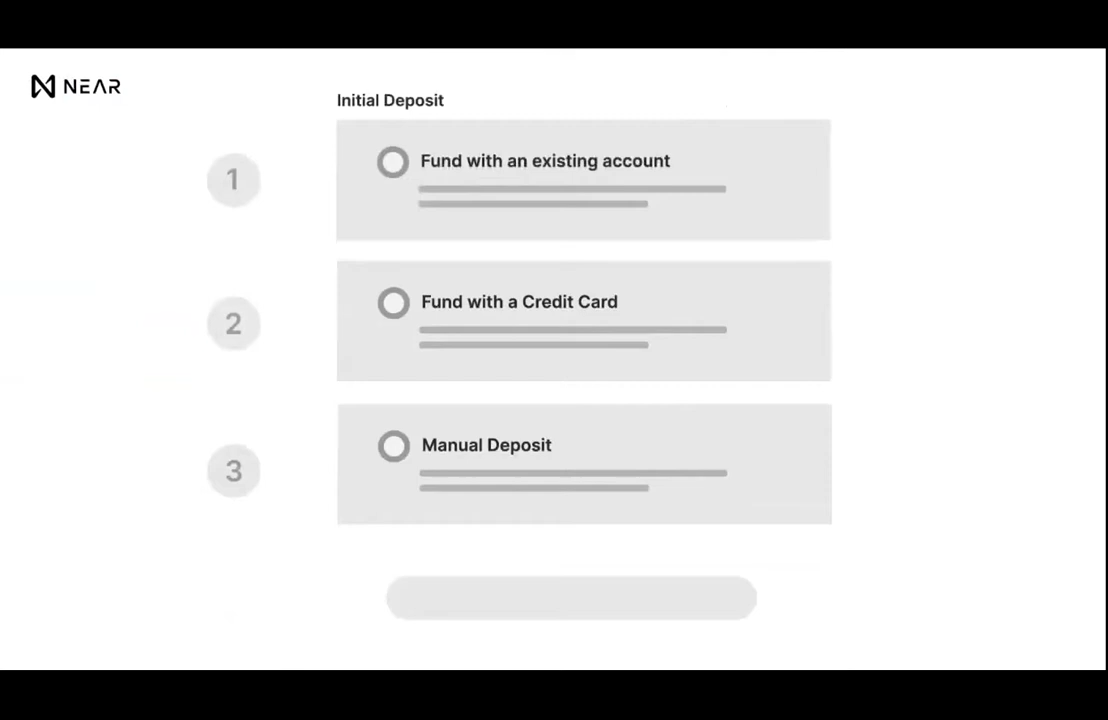 NEAR
Initial Deposit
1
Fund with an existing account
2
Fund with a Credit Card
3
Manual Deposit